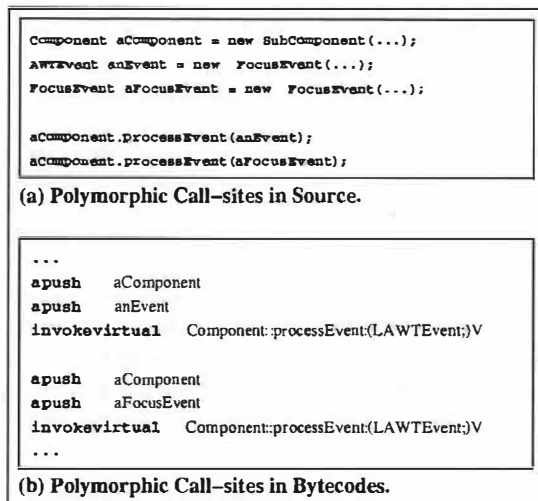 Component aComponent = new SubComponent(...);
AWTEvent anEvent = new FocusEvent(...);
FocusEvent aFocusEvent = new FocusEvent(...);
aComponent.processEvent(anEvent);
aComponent.processEvent(aFocusEvent);
(a) Polymorphic Call–sites in Source.
...
apush aComponent
apush anEvent
invokevirtual Component::processEvent:(LAWTEvent;)V
apush aComponent
apush aFocusEvent
invokevirtual Component::processEvent:(LAWTEvent;)V
...
(b) Polymorphic Call–sites in Bytecodes.